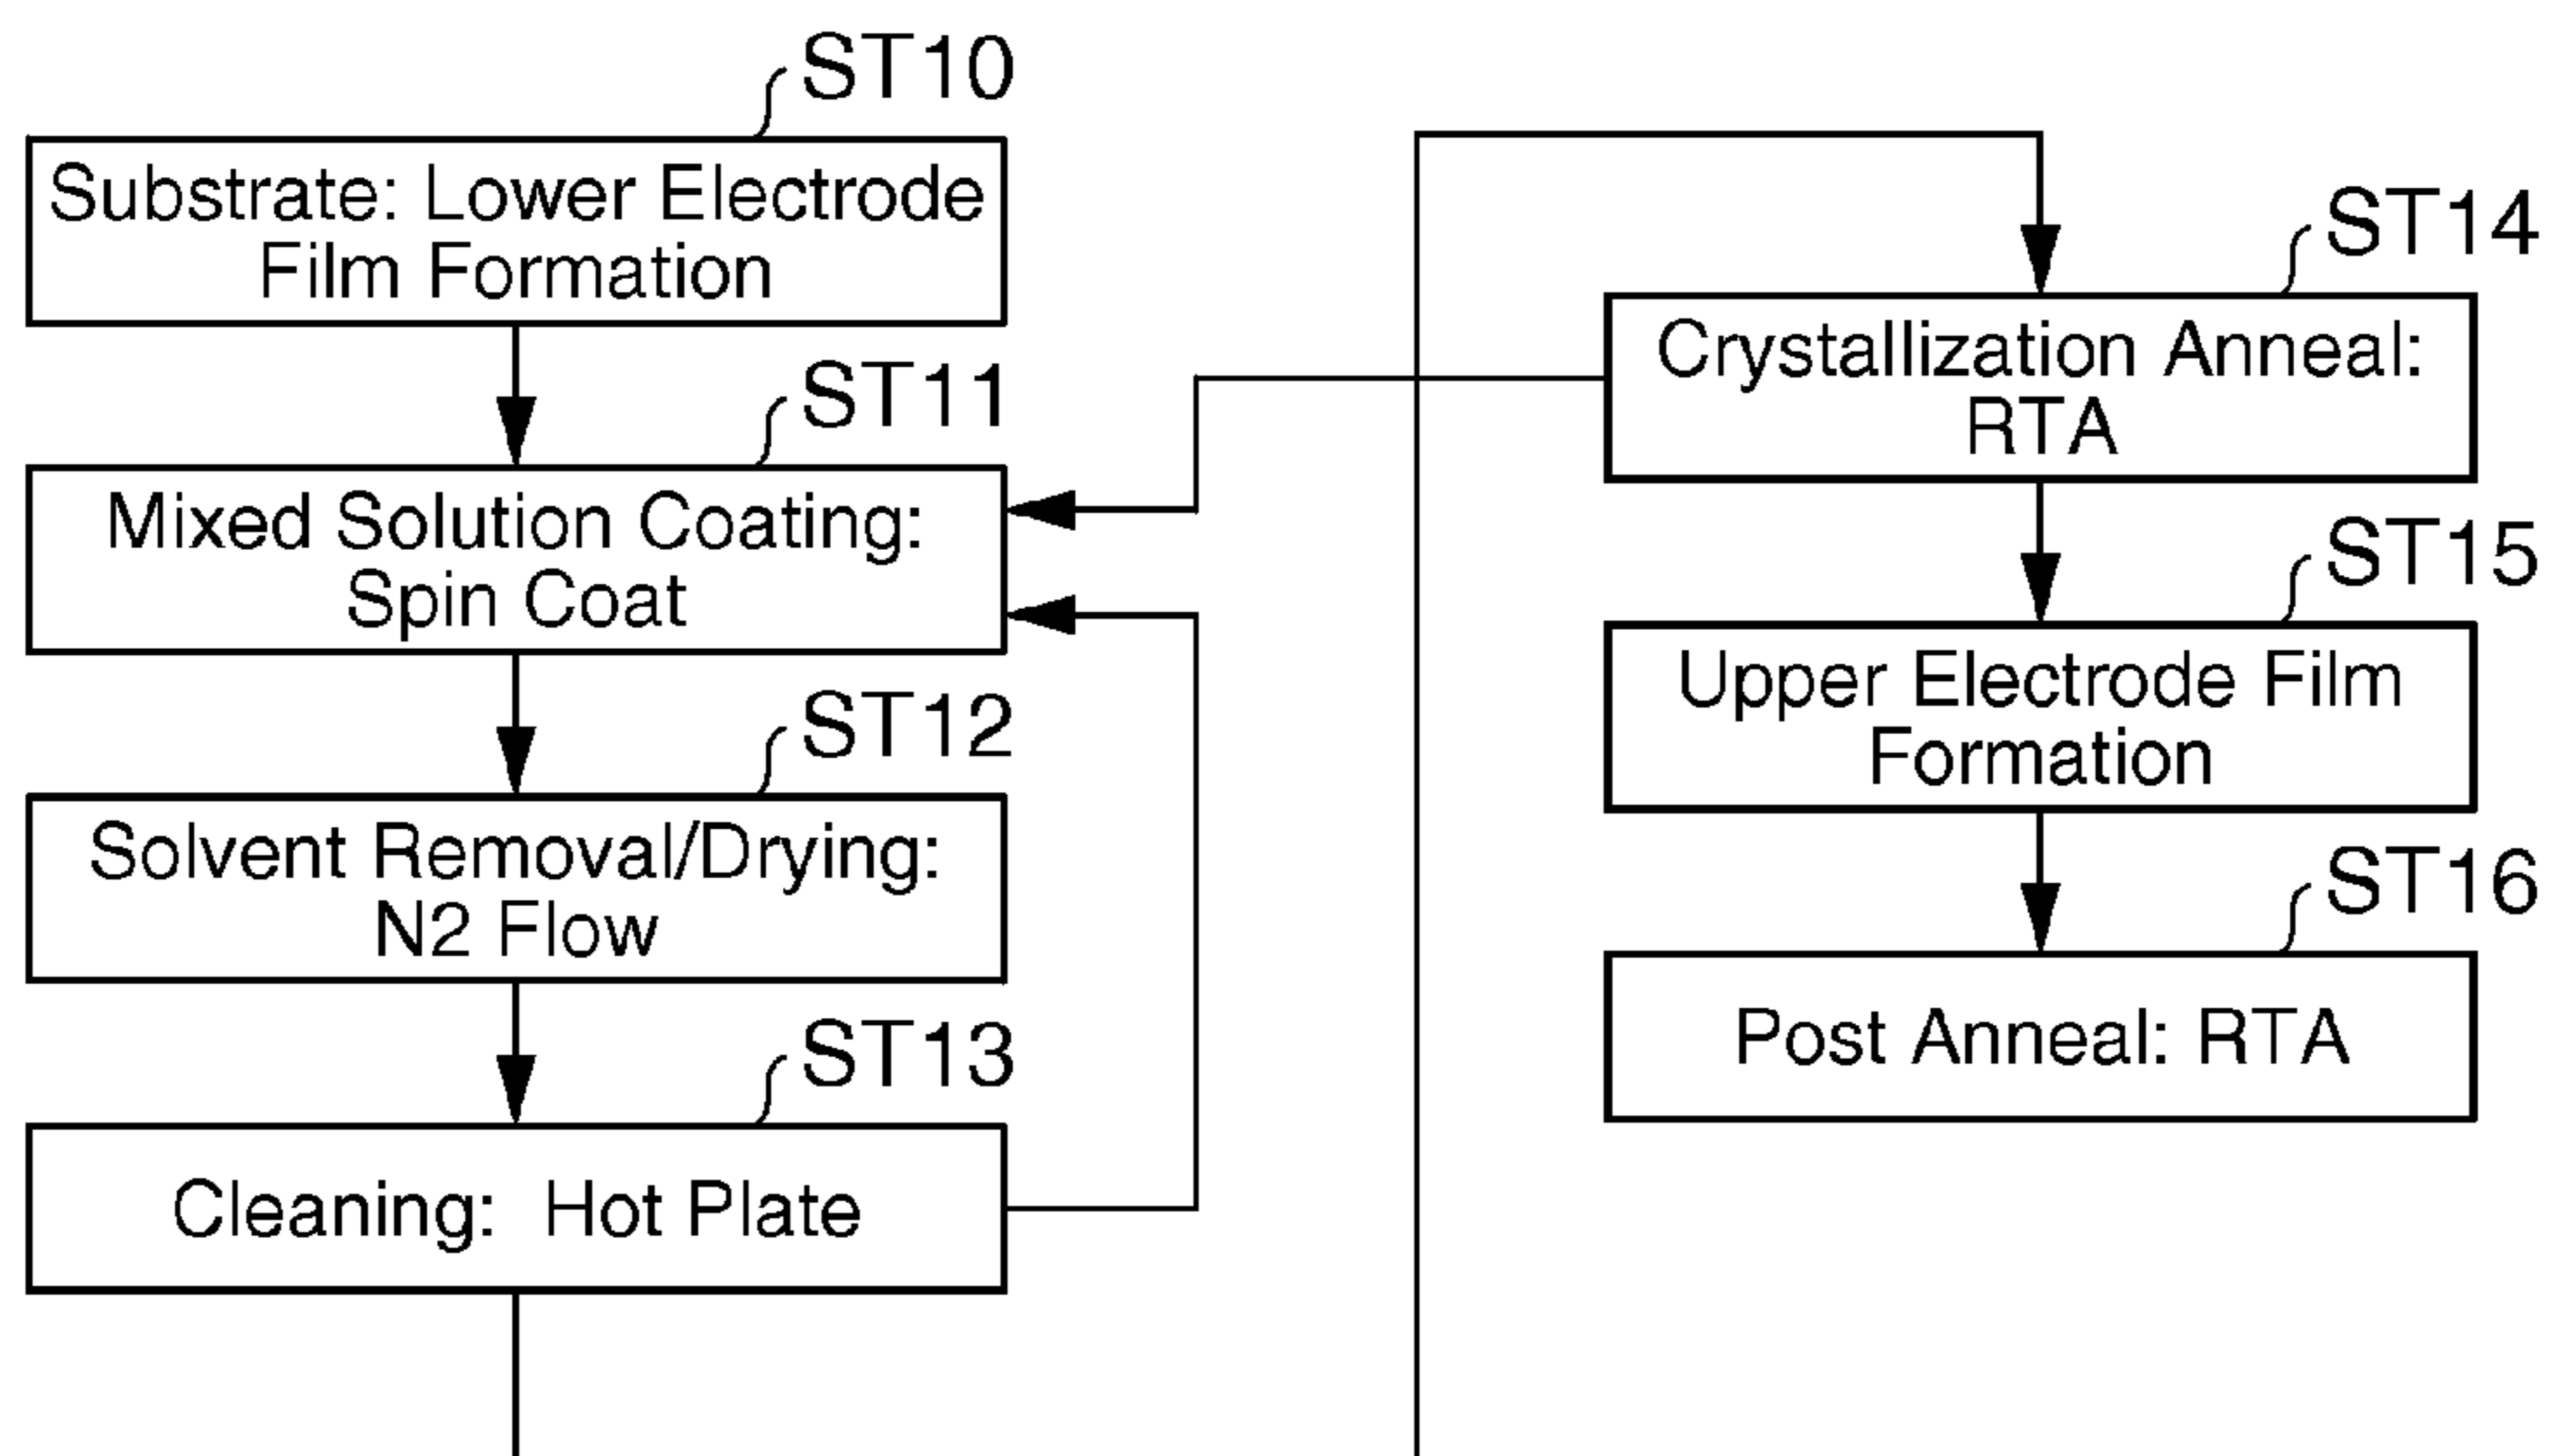 ST10
Substrate: Lower Electrode
Film Formation
ST11
Mixed Solution Coating:
Spin Coat
ST12
Solvent Removal/Drying:
N2 Flow
ST13
Cleaning: Hot Plate
ST14
Crystallization Anneal:
RTA
ST15
Upper Electrode Film
Formation
ST16
Post Anneal: RTA